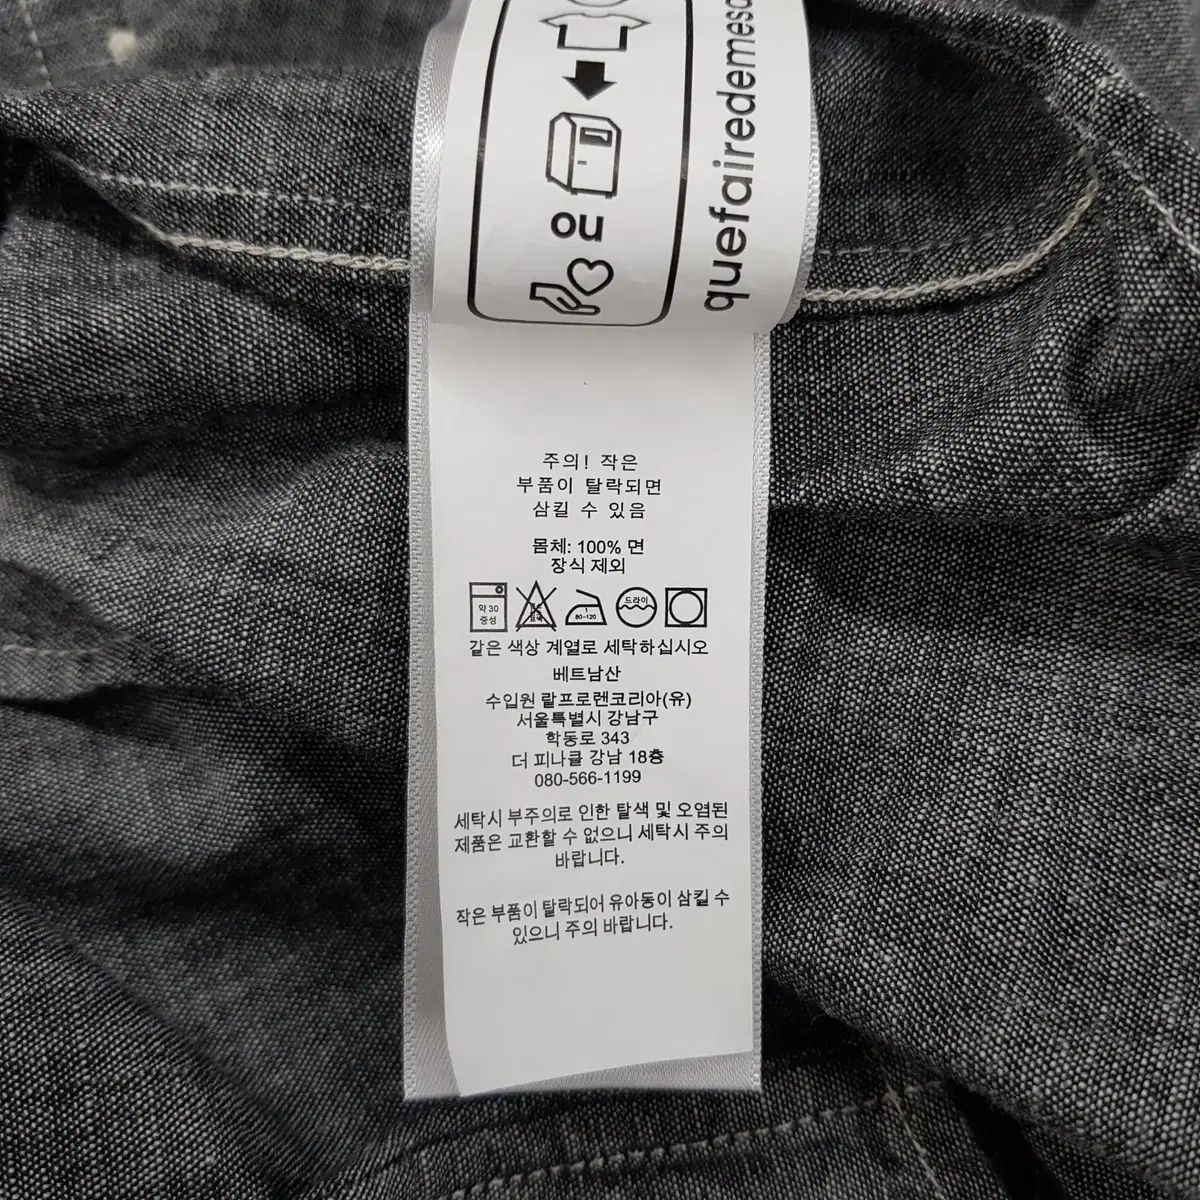 ou
quefairedemesd
주의! 작은
부품이 탈락되면
삼킬 수 있음
몸체: 100% 면
장식 제외
약 30
중성
80~120
드라이
같은 색상 계열로 세탁하십시오
베트남산
수입원 랄프로렌코리아(유)
서울특별시 강남구
학동로 343
더 피나클 강남 18층
080-566-1199
세탁시 부주의로 인한 탈색 및 오염된
제품은 교환할 수 없으니 세탁시 주의
바랍니다.
작은 부품이 탈락되어 유아동이 삼킬 수
있으니 주의 바랍니다.